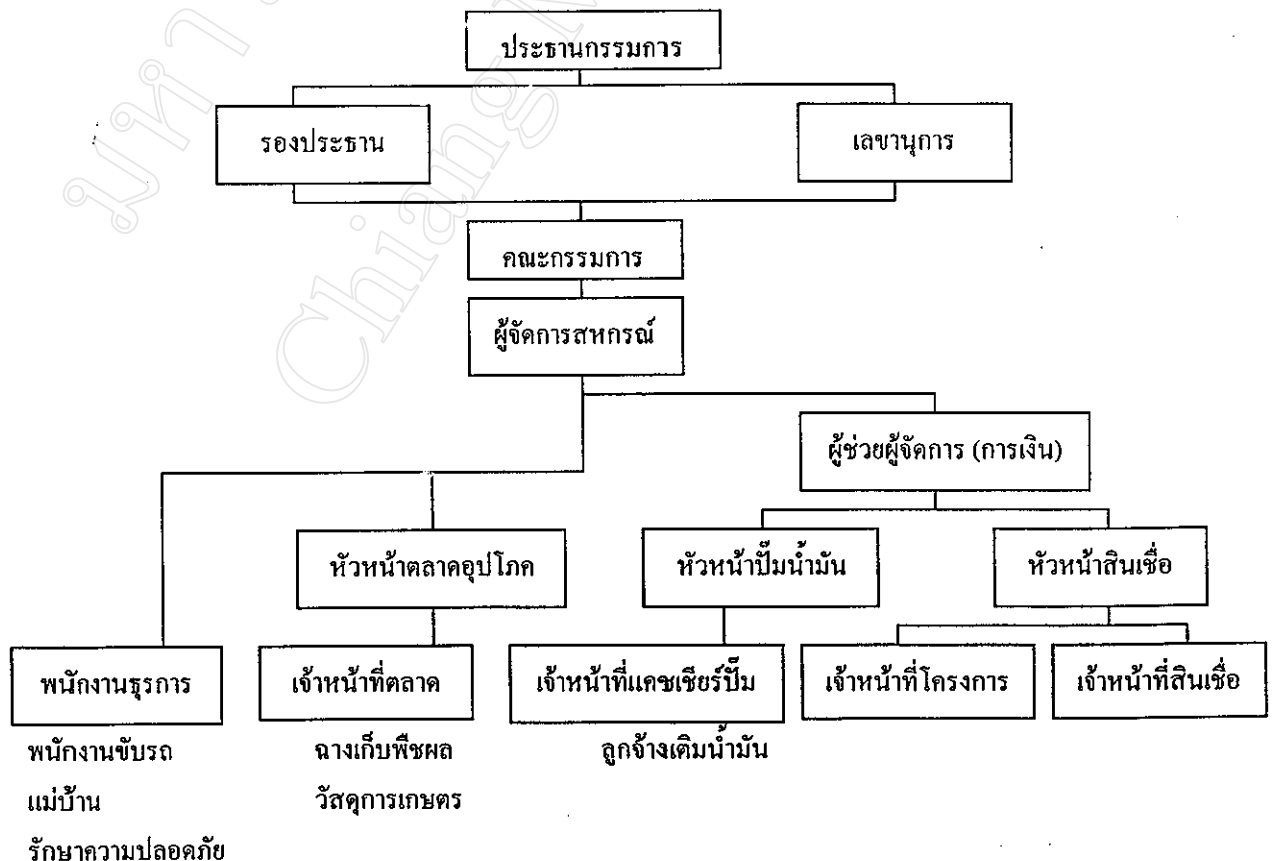 ประธานกรรมการ
รองประธาน
เลขานุการ
คณะกรรมการ
ผู้จัดการสหกรณ์
ผู้ช่วยผู้จัดการ (การเงิน)
หัวหน้าตลาดอุปโภค
หัวหน้าปั๊มน้ำมัน
หัวหน้าสินเชื่อ
พนักงานธุรการ
เจ้าหน้าที่ตลาด
เจ้าหน้าที่แคชเชียร์ปั๊ม
เจ้าหน้าที่โครงการ
เจ้าหน้าที่สินเชื่อ
พนักงานขับรถ
ฉางเก็บพืชผล
ลูกจ้างเติมน้ำมัน
แม่บ้าน
วัสดุการเกษตร
รักษาความปลอดภัย
Chiang